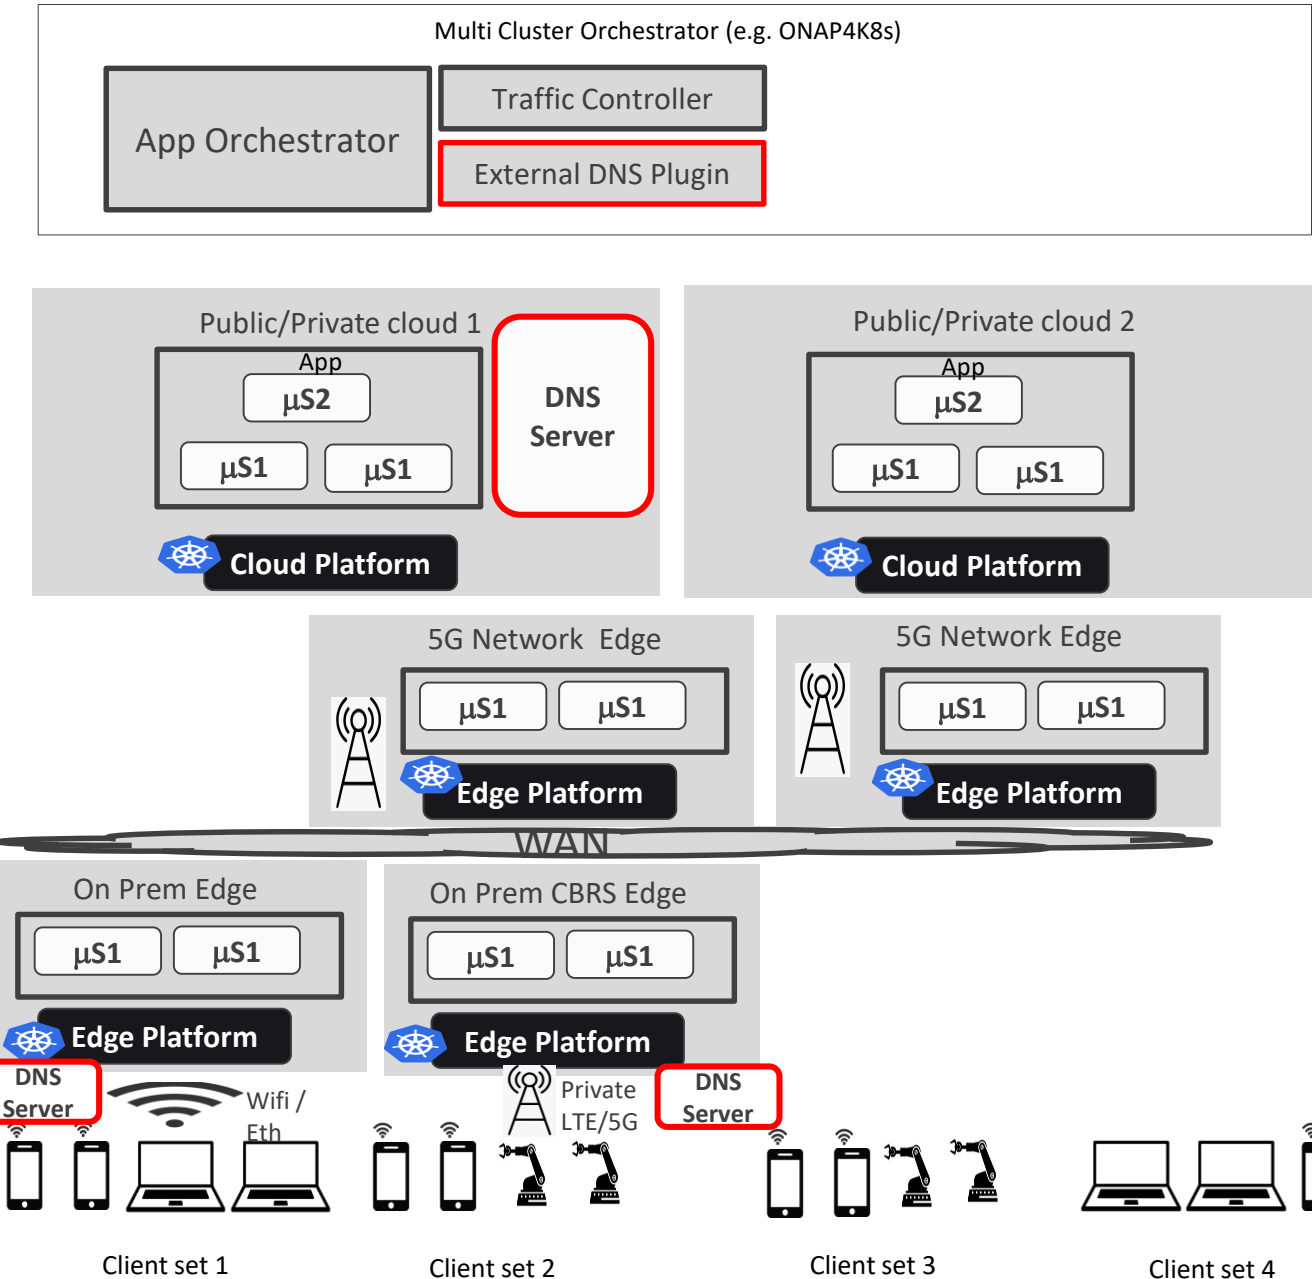 Multi Cluster Orchestrator (e.g. ONAP4K8s)
App Orchestrator
Traffic Controller
External DNS Plugin
Public/Private cloud 1
App
μS2
μS1
μS1
DNS
Server
Cloud Platform
Public/Private cloud 2
App
μS2
μS1
μS1
Cloud Platform
5G Network  Edge
μS1
μS1
Edge Platform
5G Network Edge
μS1
μS1
Edge Platform
WAN
On Prem Edge
μS1
μS1
Edge Platform
DNS
Server
Wifi /
Eth
On Prem CBRS Edge
μS1
μS1
Edge Platform
Private
LTE/5G
DNS
Server
Client set 1
Client set 2
Client set 3
Client set 4